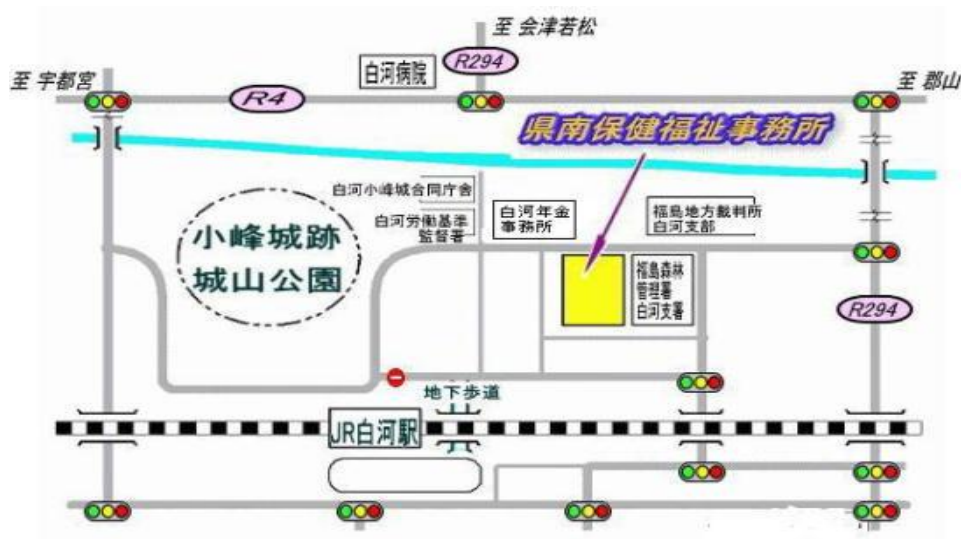 至 会津若松
白河病院
R294
至 宇都宮
至 郡山
R4
県南保健福祉事務所
白河小峰城合同庁舎
白河労働基準
監督署
白河年金
事務所
福島地方裁判所
白河支部
小峰城跡
城山公園
福島森林
管理署
白河支署
R294
地下歩道
JR白河駅